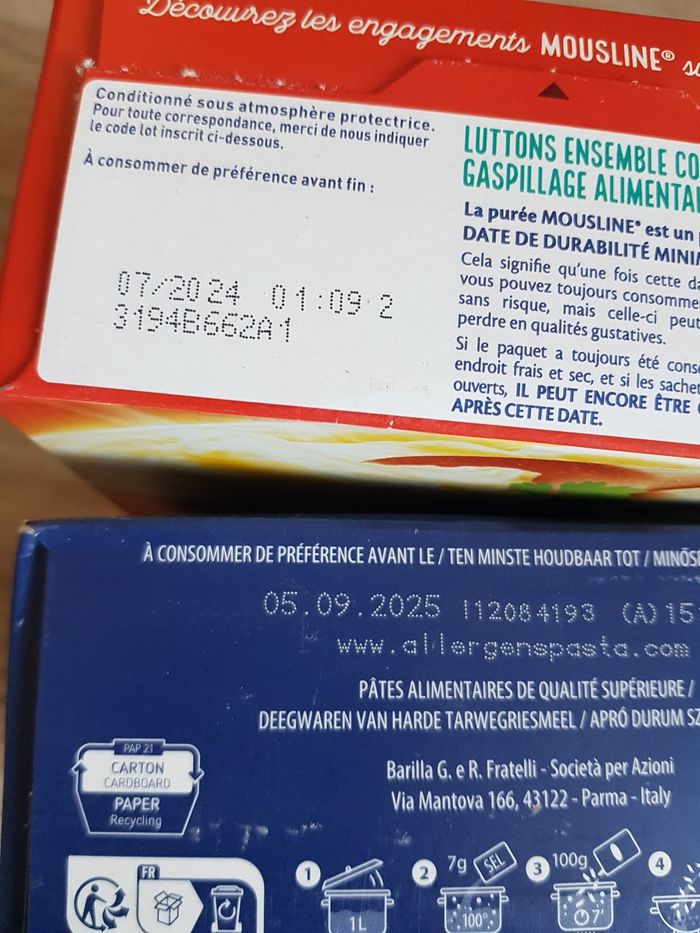 Découvrez les engagements MOUSLINE®
Conditionné sous atmosphère protectrice.
Pour toute correspondance, merci de nous indiquer
le code lot inscrit ci-dessous.
À consommer de préférence avant fin :
07/2024 01:09 2
3194B662A1
LUTTONS ENSEMBLE CO
GASPILLAGE ALIMENTA
La purée MOUSLINE® est un
DATE DE DURABILITÉ MINI
Cela signifie qu'une fois cette da
vous pouvez toujours consomme
sans risque, mais celle-ci peut
perdre en qualités gustatives.
Si le paquet a toujours été cons
endroit frais et sec, et si les sache
ouverts, IL PEUT ENCORE ÊTRE
APRÈS CETTE DATE.
À CONSOMMER DE PRÉFÉRENCE AVANT LE / TEN MINSTE HOUDBAAR TOT / MINŐS
05.09.2025 112084193 (A) 15
www.allergenspasta.com
PÂTES ALIMENTAIRES DE QUALITÉ SUPÉRIEURE /
DEEGWAREN VAN HARDE TARWEGRIESMEEL / APRÓ DURUM SZ
Barilla G. e R. Fratelli - Società per Azioni
Via Mantova 166, 43122 - Parma - Italy
PAP 21
CARTON
CARDBOARD
PAPER
Recycling
FR
1
1L
2
7g
SEL
100°
3
100g
7'
4